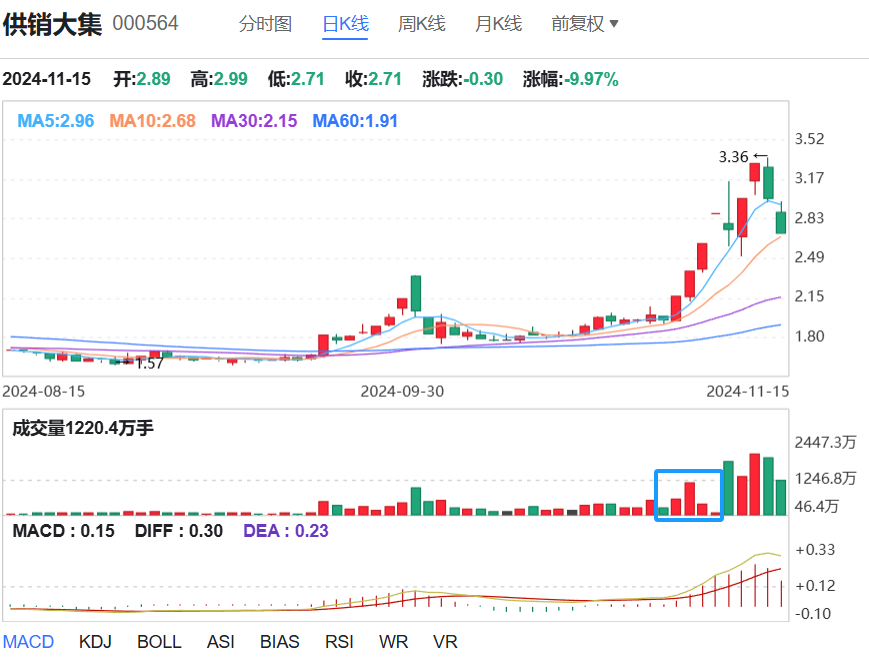 供销大集 000564 分时图 日K线 周K线 月K线 前复权▼
2024-11-15 开:2.89 高:2.99 低:2.71 收:2.71 涨跌:-0.30 涨幅:-9.97%
MA5:2.96 MA10:2.68 MA30:2.15 MA60:1.91
3.52
3.36
3.17
2.83
2.49
2.15
1.80
1.57
2024-08-15 2024-09-30 2024-11-15
成交量1220.4万手
2447.3万
1246.8万
46.4万
MACD : 0.15 DIFF : 0.30 DEA : 0.23
+0.33
+0.12
-0.10
MACD KDJ BOLL ASI BIAS RSI WR VR